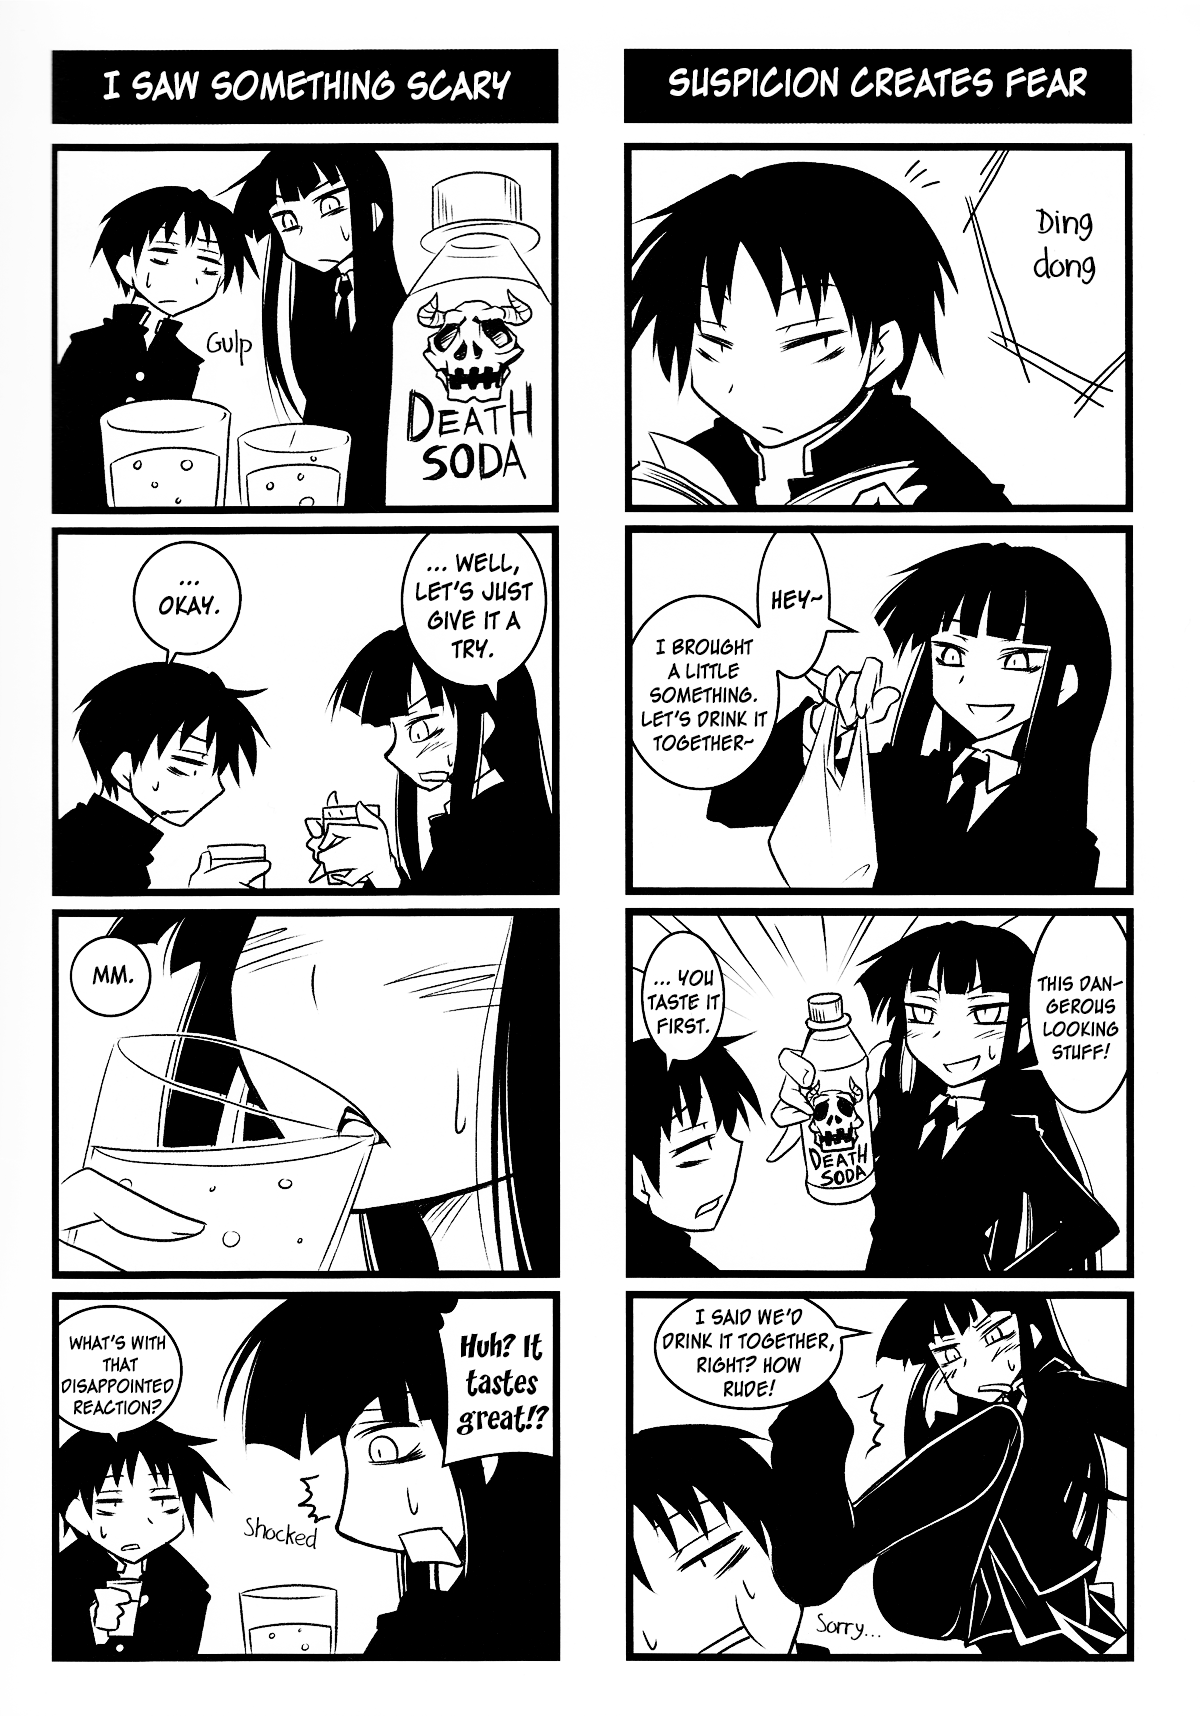 SUSPICION CREATES FEAR
Ding
dong
HEY~
I BROUGHT
A LITTLE
SOMETHING.
LET'S DRINK IT
TOGETHER~
THIS DAN-
GEROUS
LOOKING
STUFF!
DEATH
SODA
... YOU
TASTE IT
FIRST.
I SAID WE'D
DRINK IT TOGETHER,
RIGHT? HOW
RUDE!
Sorry...
I SAW SOMETHING SCARY
Gulp
DEATH
SODA
... WELL,
LET'S JUST
GIVE IT A
TRY.
...
OKAY.
MM.
Huh? It
tastes
great!?
Shocked
WHAT'S WITH
THAT
DISAPPOINTED
REACTION?